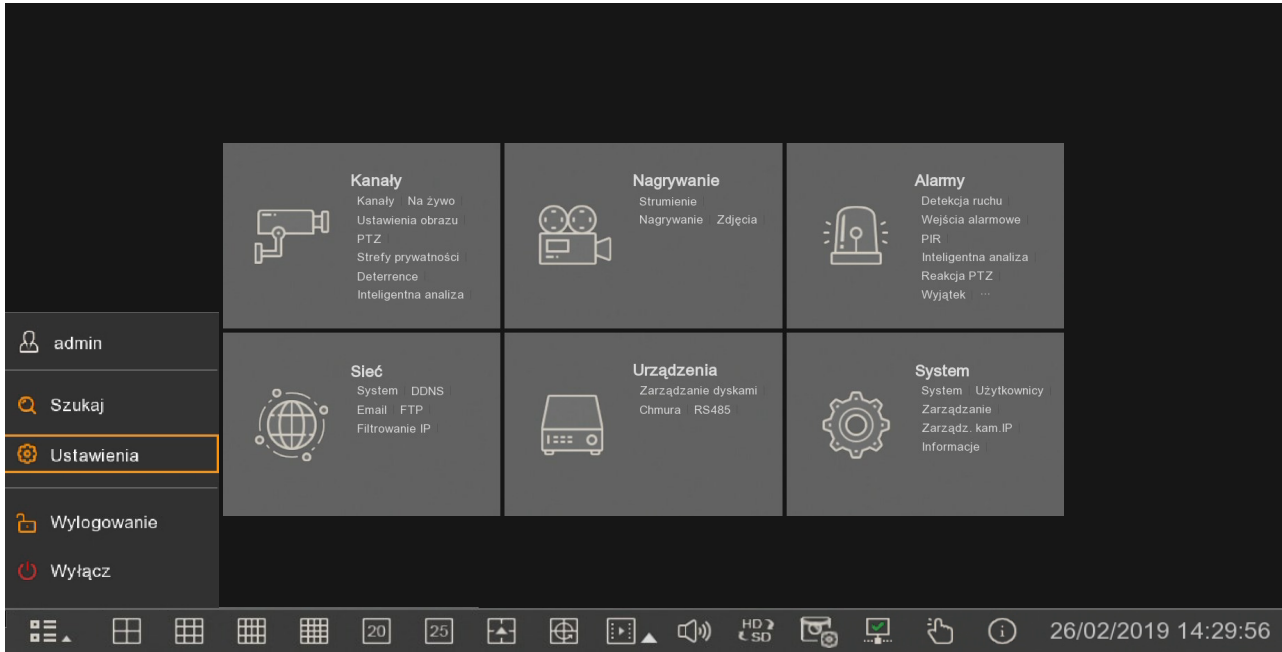 Kanały
Kanały Na żywo
Ustawienia obrazu
PTZ
Strefy prywatności
Deterrence
Inteligentna analiza
Nagrywanie
Strumienie
Nagrywanie Zdjęcia
Alarmy
Detekcja ruchu
Wejścia alarmowe
PIR
Inteligentna analiza
Reakcja PTZ
Wyjątek ...
Sieć
System DDNS
Email FTP
Filtrowanie IP
Urządzenia
Zarządzanie dyskami
Chmura RS485
System
System Użytkownicy
Zarządzanie
Zarządz. kam.IP
Informacje
admin
Szukaj
Ustawienia
Wylogowanie
Wyłącz
20 25 HD SD 26/02/2019 14:29:56